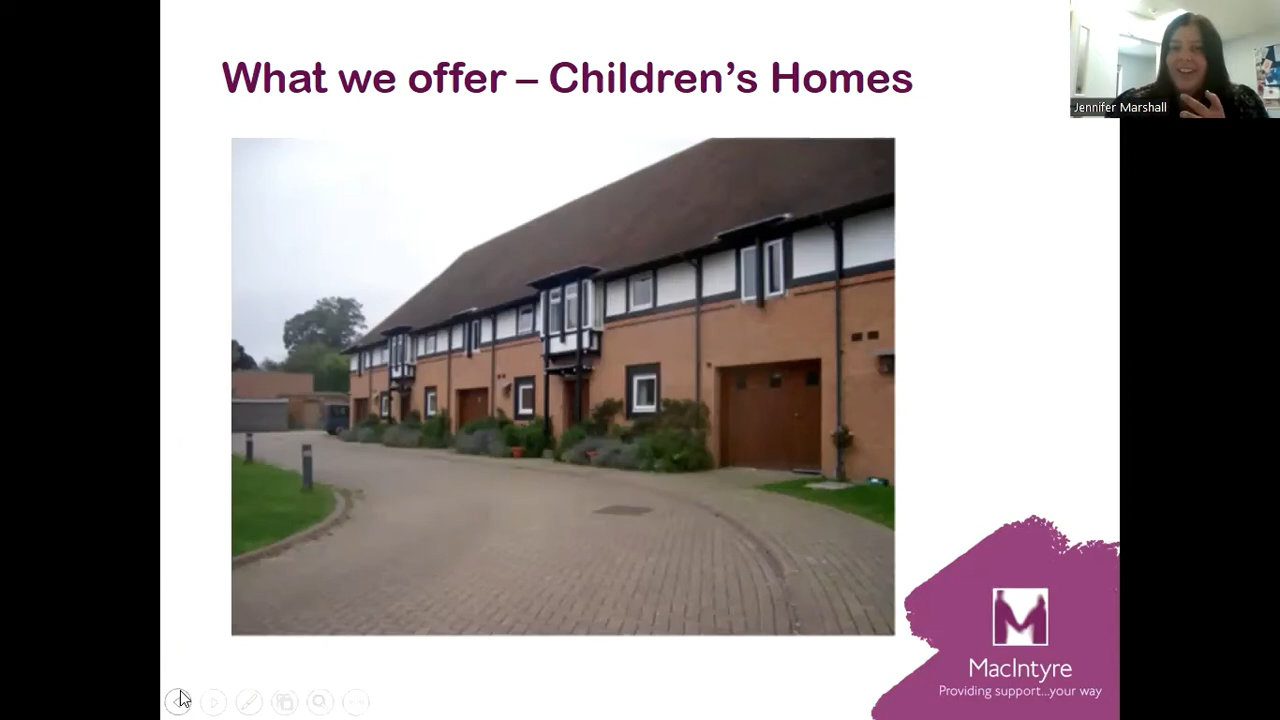 What we offer – Children’s Homes
Jennifer Marshall
MacIntyre
Providing support...your way